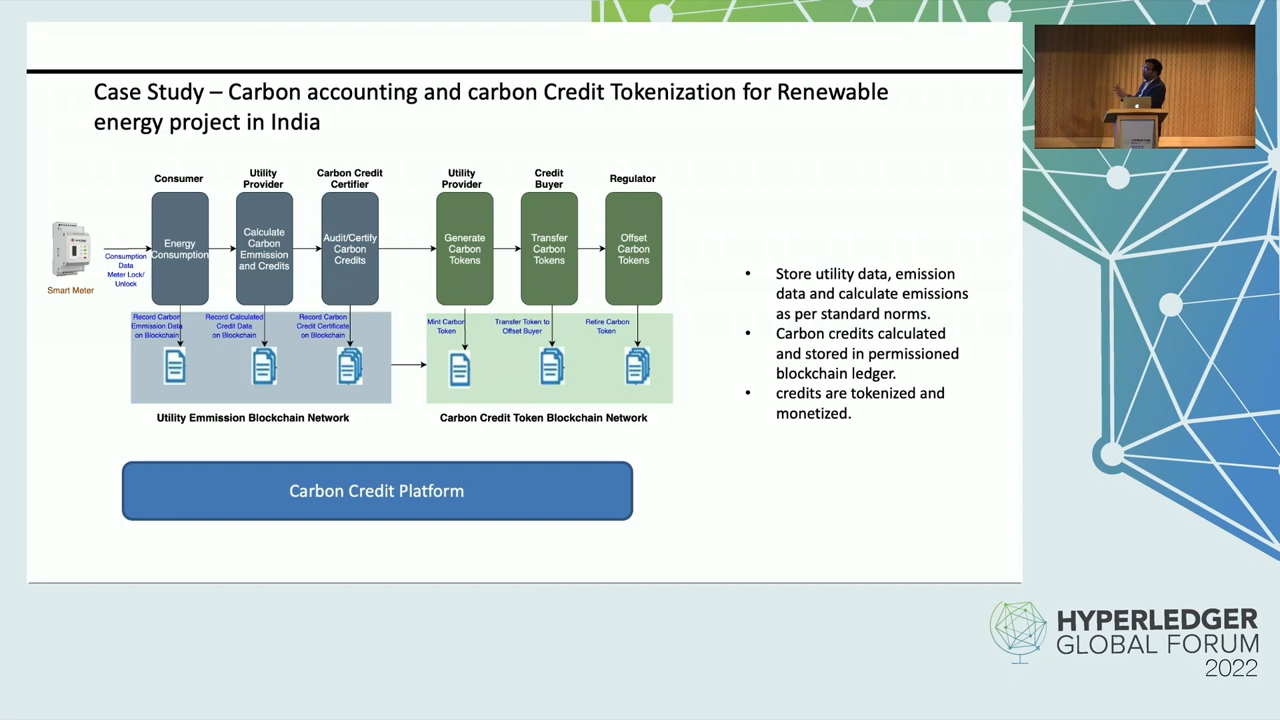 Case Study – Carbon accounting and carbon Credit Tokenization for Renewable
energy project in India
Consumer
Utility
Provider
Carbon Credit
Certifier
Utility
Provider
Credit
Buyer
Regulator
Smart Meter
Consumption
Data
Meter Lock/
Unlock
Energy
Consumption
Calculate
Carbon
Emmission
and Credits
Audit/Certify
Carbon
Credits
Generate
Carbon
Tokens
Transfer
Carbon
Tokens
Offset
Carbon
Tokens
Record Carbon
Emmission Data
on Blockchain
Record Calculated
Credit Data
on Blockchain
Record Carbon
Credit Certificate
on Blockchain
Mint Carbon
Token
Transfer Token to
Offset Buyer
Retire Carbon
Token
Utility Emmission Blockchain Network
Carbon Credit Token Blockchain Network
Carbon Credit Platform
• Store utility data, emission
data and calculate emissions
as per standard norms.
• Carbon credits calculated
and stored in permissioned
blockchain ledger.
• credits are tokenized and
monetized.
HYPERLEDGER
GLOBAL FORUM
2022